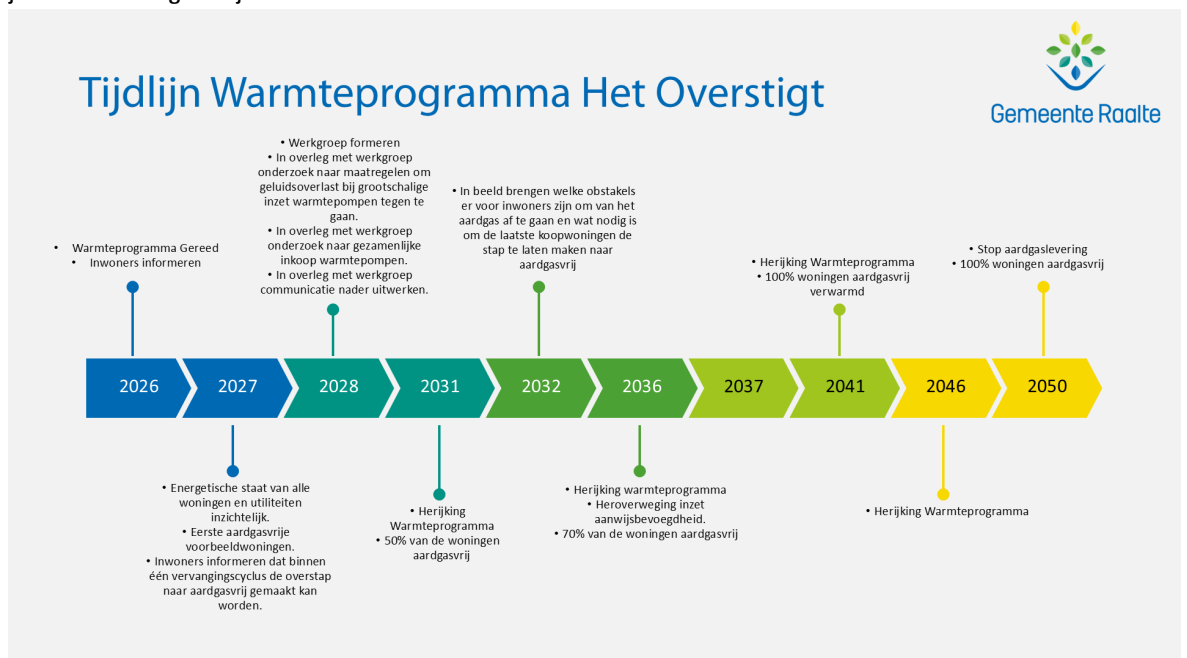 Tijdlijn Warmteprogramma Het Overstigt
Gemeente Raalte
• Warmteprogramma Gereed
• Inwoners informeren
• Werkgroep formeren
• In overleg met werkgroep
onderzoek naar maatregelen om
geluidsoverlast bij grootschalige
inzet warmtepompen tegen te
gaan.
• In overleg met werkgroep
onderzoek naar gezamenlijke
inkoop warmtepompen.
• In overleg met werkgroep
communicatie nader uitwerken.
• In beeld brengen welke obstakels
er voor inwoners zijn om van het
aardgas af te gaan en wat nodig is
om de laatste koopwoningen de
stap te laten maken naar
aardgasvrij
• Herijking Warmteprogramma
• 100% woningen aardgasvrij
verwarmd
• Stop aardgaslevering
• 100% woningen aardgasvrij
2026
2027
2028
2031
2032
2036
2037
2041
2046
2050
• Energetische staat van alle
woningen en utiliteiten
inzichtelijk.
• Eerste aardgasvrije
voorbeeldwoningen.
• Inwoners informeren dat binnen
één vervangingscyclus de overstap
naar aardgasvrij gemaakt kan
worden.
• Herijking
Warmteprogramma
• 50% van de woningen
aardgasvrij
• Herijking warmteprogramma
• Heroverweging inzet
aanwijsbevoegdheid.
• 70% van de woningen aardgasvrij
• Herijking Warmteprogramma